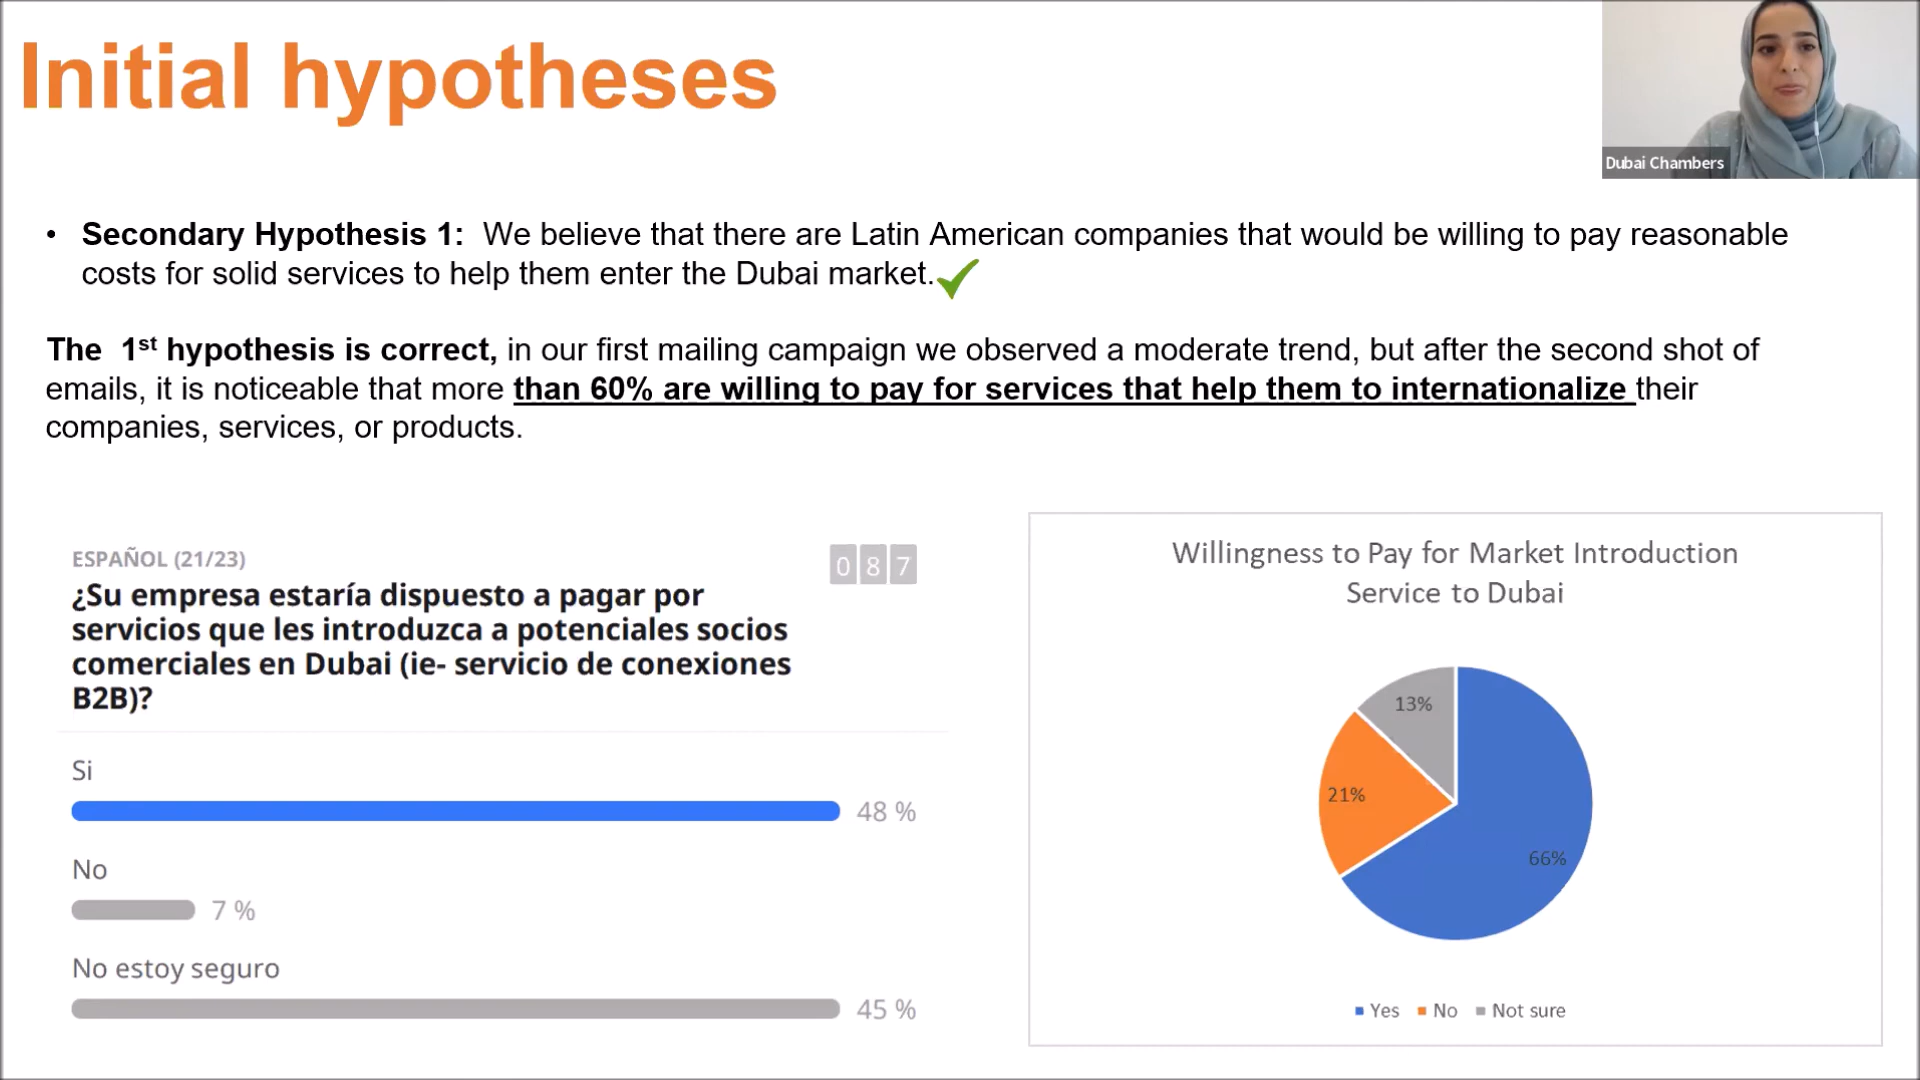 Initial hypotheses
Dubai Chambers
• Secondary Hypothesis 1: We believe that there are Latin American companies that would be willing to pay reasonable
costs for solid services to help them enter the Dubai market.
The 1st hypothesis is correct, in our first mailing campaign we observed a moderate trend, but after the second shot of
emails, it is noticeable that more than 60% are willing to pay for services that help them to internationalize their
companies, services, or products.
ESPAÑOL (21/23)
087
¿Su empresa estaría dispuesto a pagar por
servicios que les introduzca a potenciales socios
comerciales en Dubai (ie- servicio de conexiones
B2B)?
Si
48 %
No
7 %
No estoy seguro
45 %
Willingness to Pay for Market Introduction
Service to Dubai
13%
21%
66%
Yes No Not sure